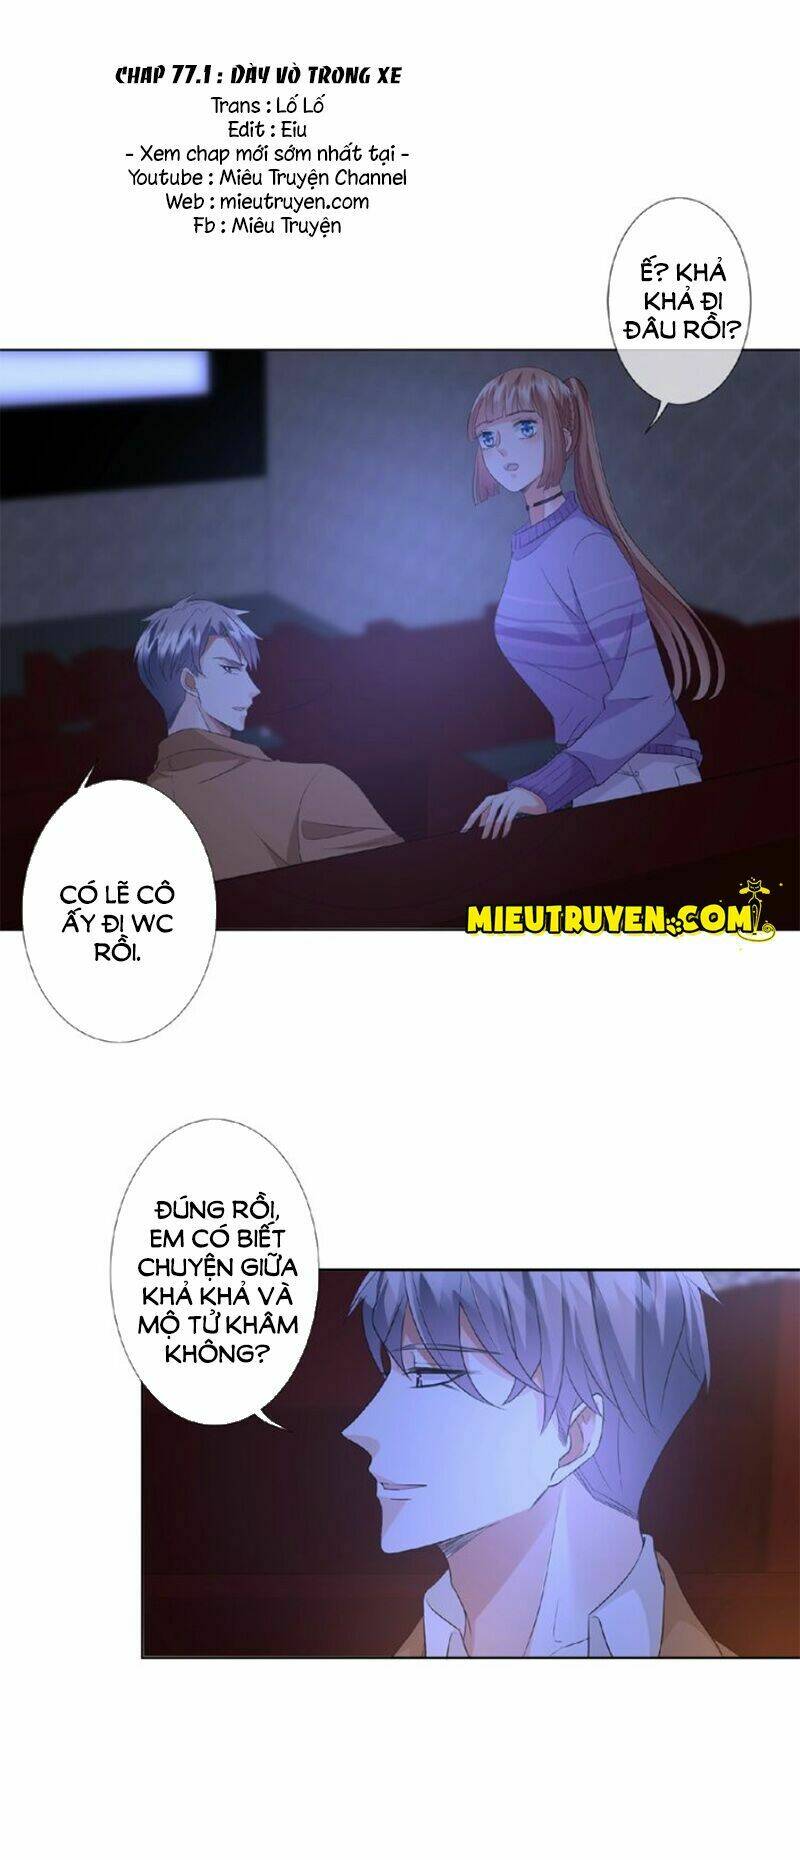 CHAP 77.1 : DÀY VÒ TRONG XE
Trans : Lố Lố
Edit : Eiu
- Xem chap mới sớm nhất tại -
Youtube : Miêu Truyện Channel
Web : mieutruyen.com
Fb : Miêu Truyện
Ế? KHẢ
KHẢ ĐI
ĐÂU RỒI?
CÓ LẼ CÔ
ẤY ĐI WC
RỒI.
MIEUTRUYEN.COM
ĐÚNG RỒI,
EM CÓ BIẾT
CHUYỆN GIỮA
KHẢ KHẢ VÀ
MỘ TỬ KHÂM
KHÔNG?